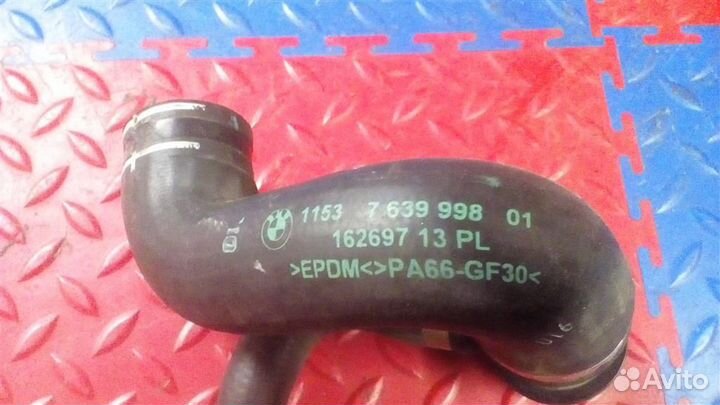 1153 7 639 998 01
162697 13 PL
>EPDM<>PA66-GF30<
Avito